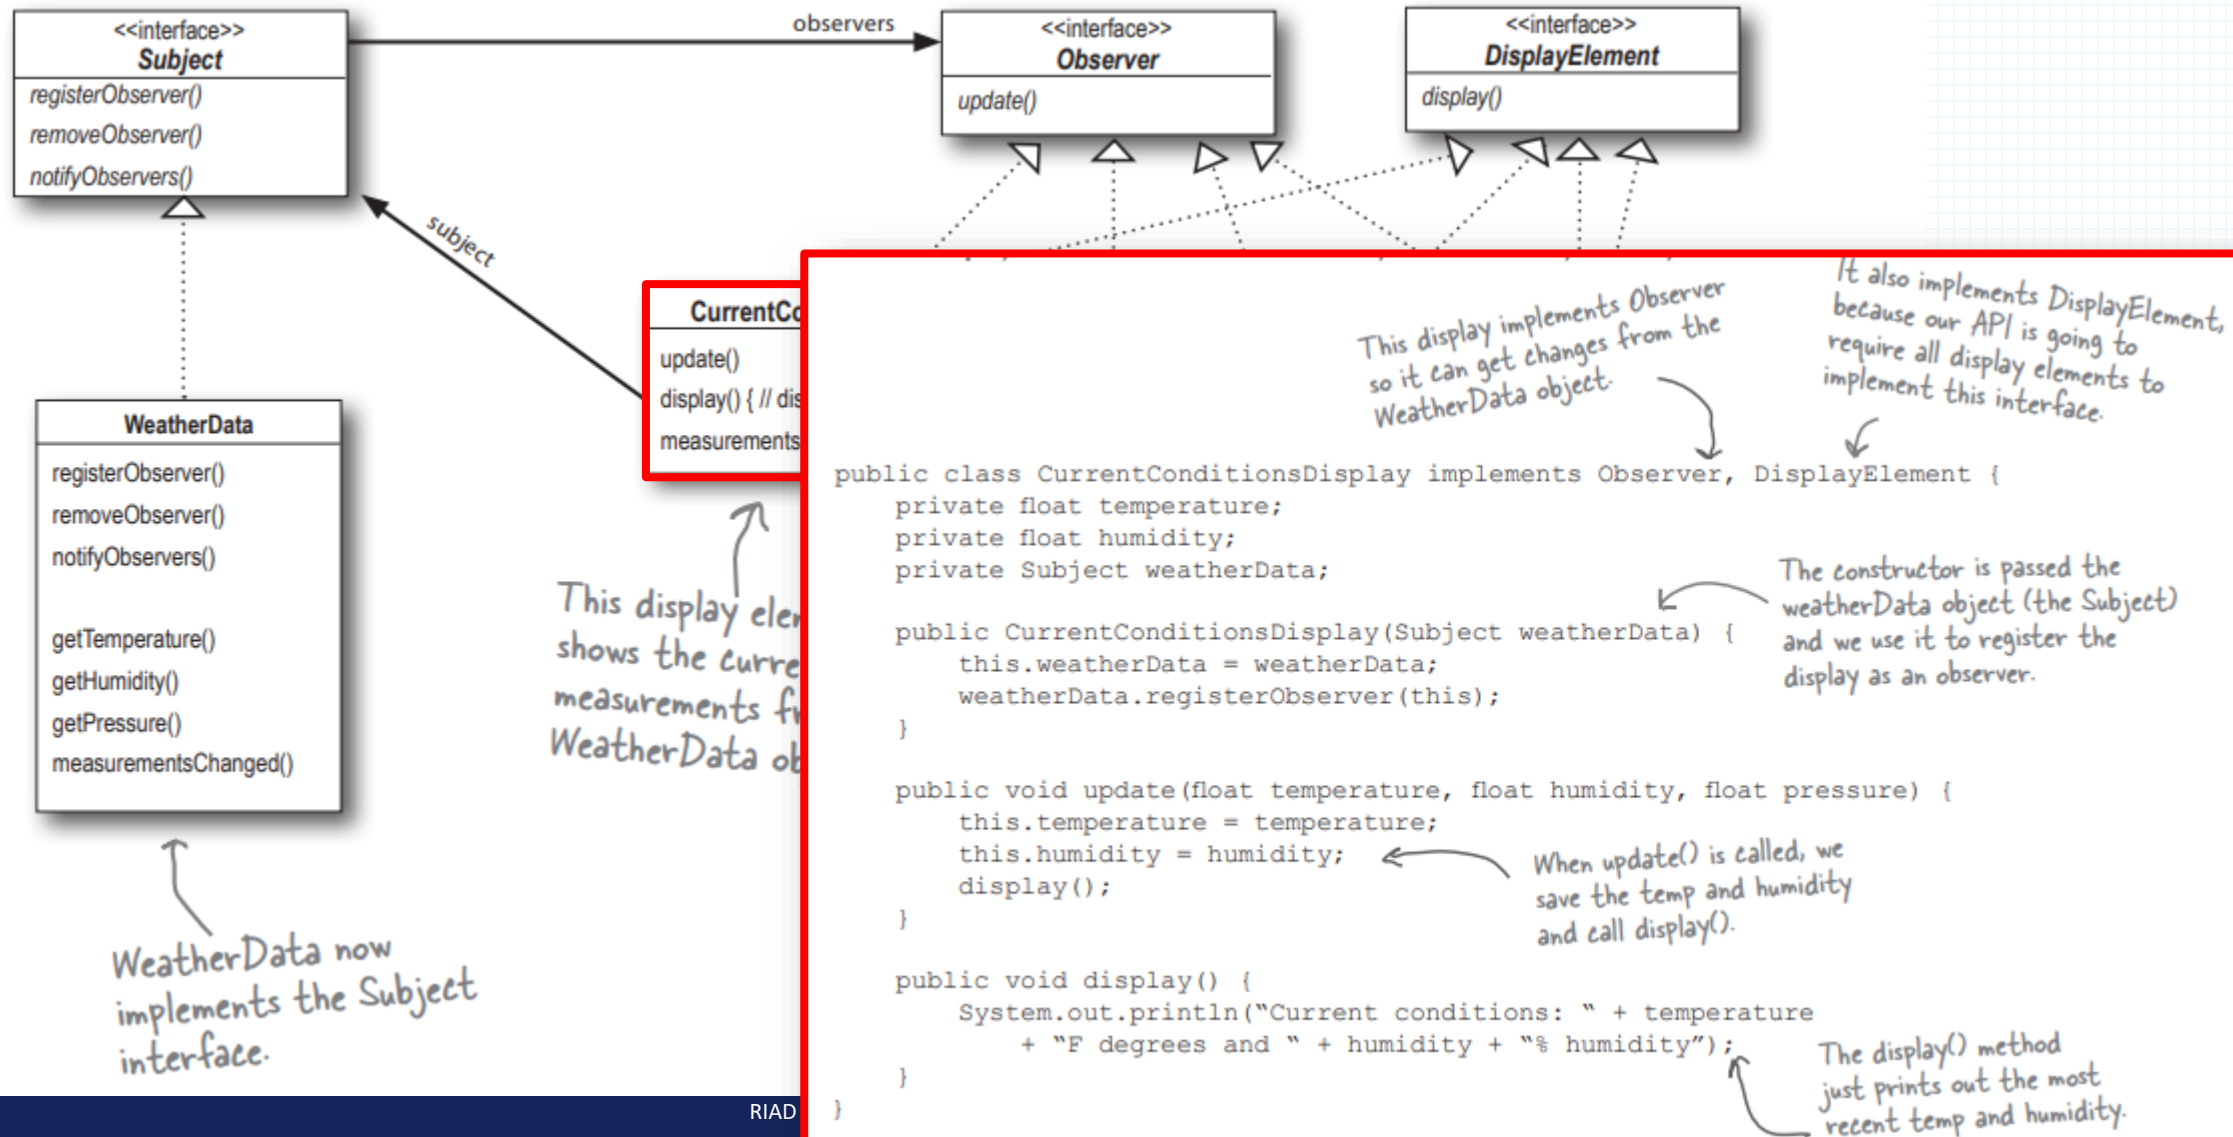 <<interface>>
Subject
registerObserver()
removeObserver()
notifyObservers()
observers
<<interface>>
Observer
update()
<<interface>>
DisplayElement
display()
subject
WeatherData
registerObserver()
removeObserver()
notifyObservers()
getTemperature()
getHumidity()
getPressure()
measurementsChanged()
WeatherData now
implements the Subject
interface.
CurrentCo
update()
display() { // dis
measurements
This display elem
shows the curre
measurements fr
WeatherData ob
This display implements Observer
so it can get changes from the
WeatherData object.
It also implements DisplayElement,
because our API is going to
require all display elements to
implement this interface.
public class CurrentConditionsDisplay implements Observer, DisplayElement {
private float temperature;
private float humidity;
private Subject weatherData;
public CurrentConditionsDisplay(Subject weatherData) {
this.weatherData = weatherData;
weatherData.registerObserver(this);
}
The constructor is passed the
weatherData object (the Subject)
and we use it to register the
display as an observer.
public void update(float temperature, float humidity, float pressure) {
this.temperature = temperature;
this.humidity = humidity;
display();
}
When update() is called, we
save the temp and humidity
and call display().
public void display() {
System.out.println("Current conditions: " + temperature
+ "F degrees and " + humidity + "% humidity");
}
}
The display() method
just prints out the most
recent temp and humidity.
RIAD